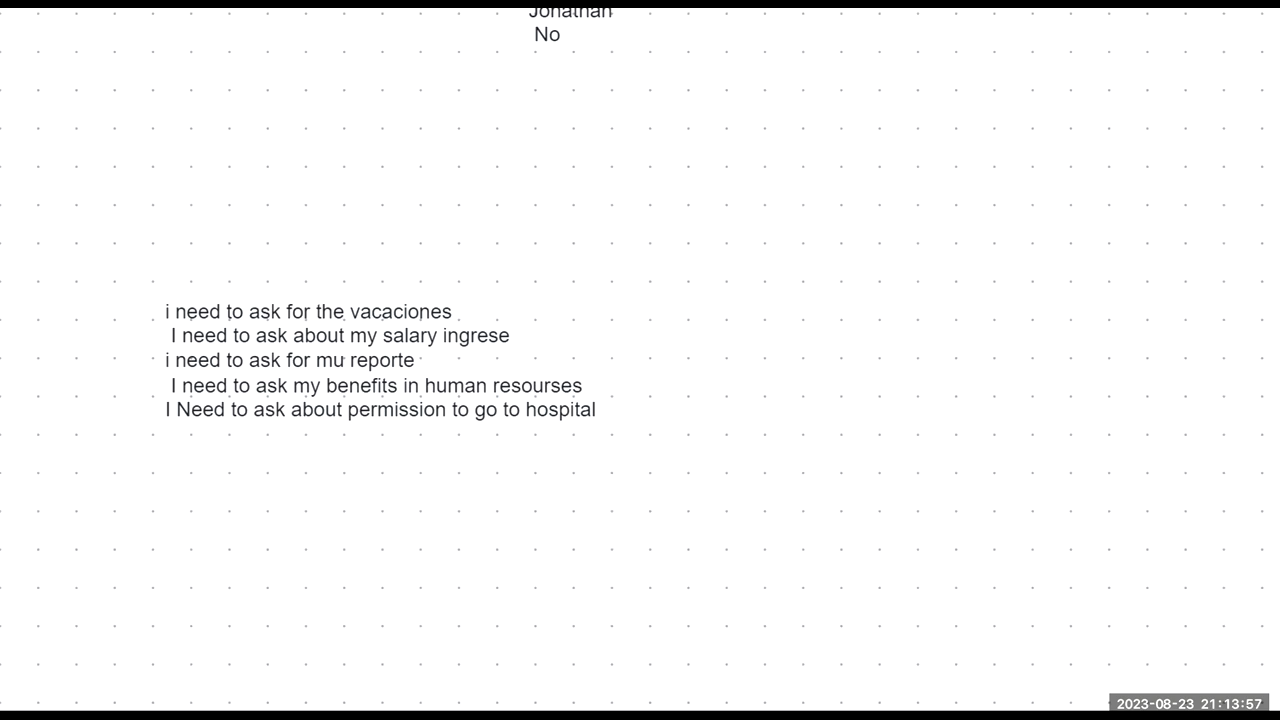 Jonathan
No
i need to ask for the vacaciones
I need to ask about my salary ingrese
i need to ask for mu reporte
I need to ask my benefits in human resourses
I Need to ask about permission to go to hospital
2023-08-23 21:13:57